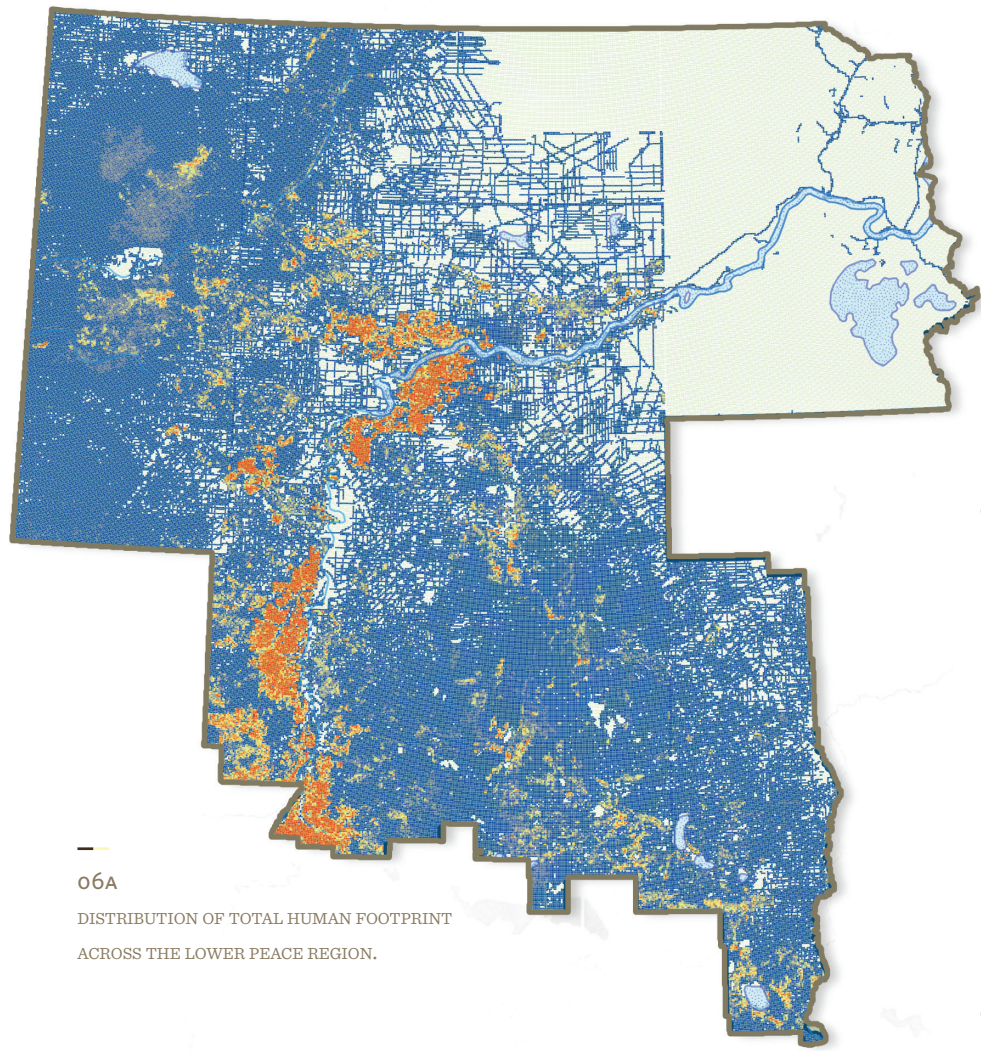 06A
DISTRIBUTION OF TOTAL HUMAN FOOTPRINT
ACROSS THE LOWER PEACE REGION.